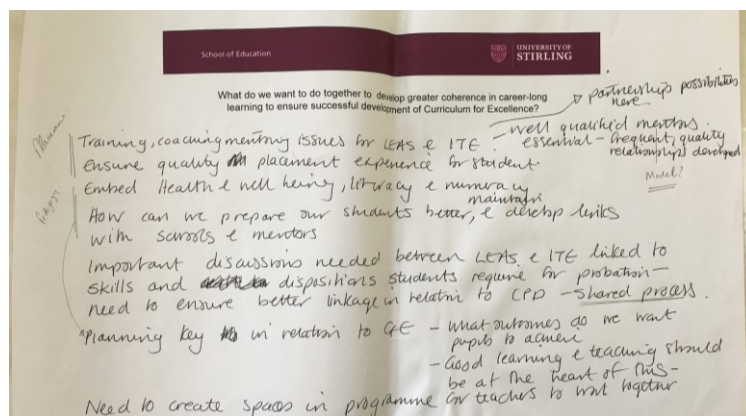 School of Education
UNIVERSITY OF
STIRLING
What do we want to do together to develop greater coherence in career-long
learning to ensure successful development of Curriculum for Excellence?
partnership possibilities
here
Training, coaching mentoring issues for LEAS & ITE - well qualified mentors
essential - frequent, quality
relationships developed
Model?
Ensure quality placement experience for student
Embed Health & well being, literacy & numeracy
maintain
How can we prepare our students better, & develop links
with schools & mentors
Important discussions needed between LEAS & ITE linked to
skills and dispositions students require for probation -
need to ensure better linkage in relation to CPD - shared process.
Planning key in relation to CfE - what outcomes do we want
pupils to achieve
- Good learning & teaching should
be at the heart of this -
Need to create spaces in programme for teachers to work together